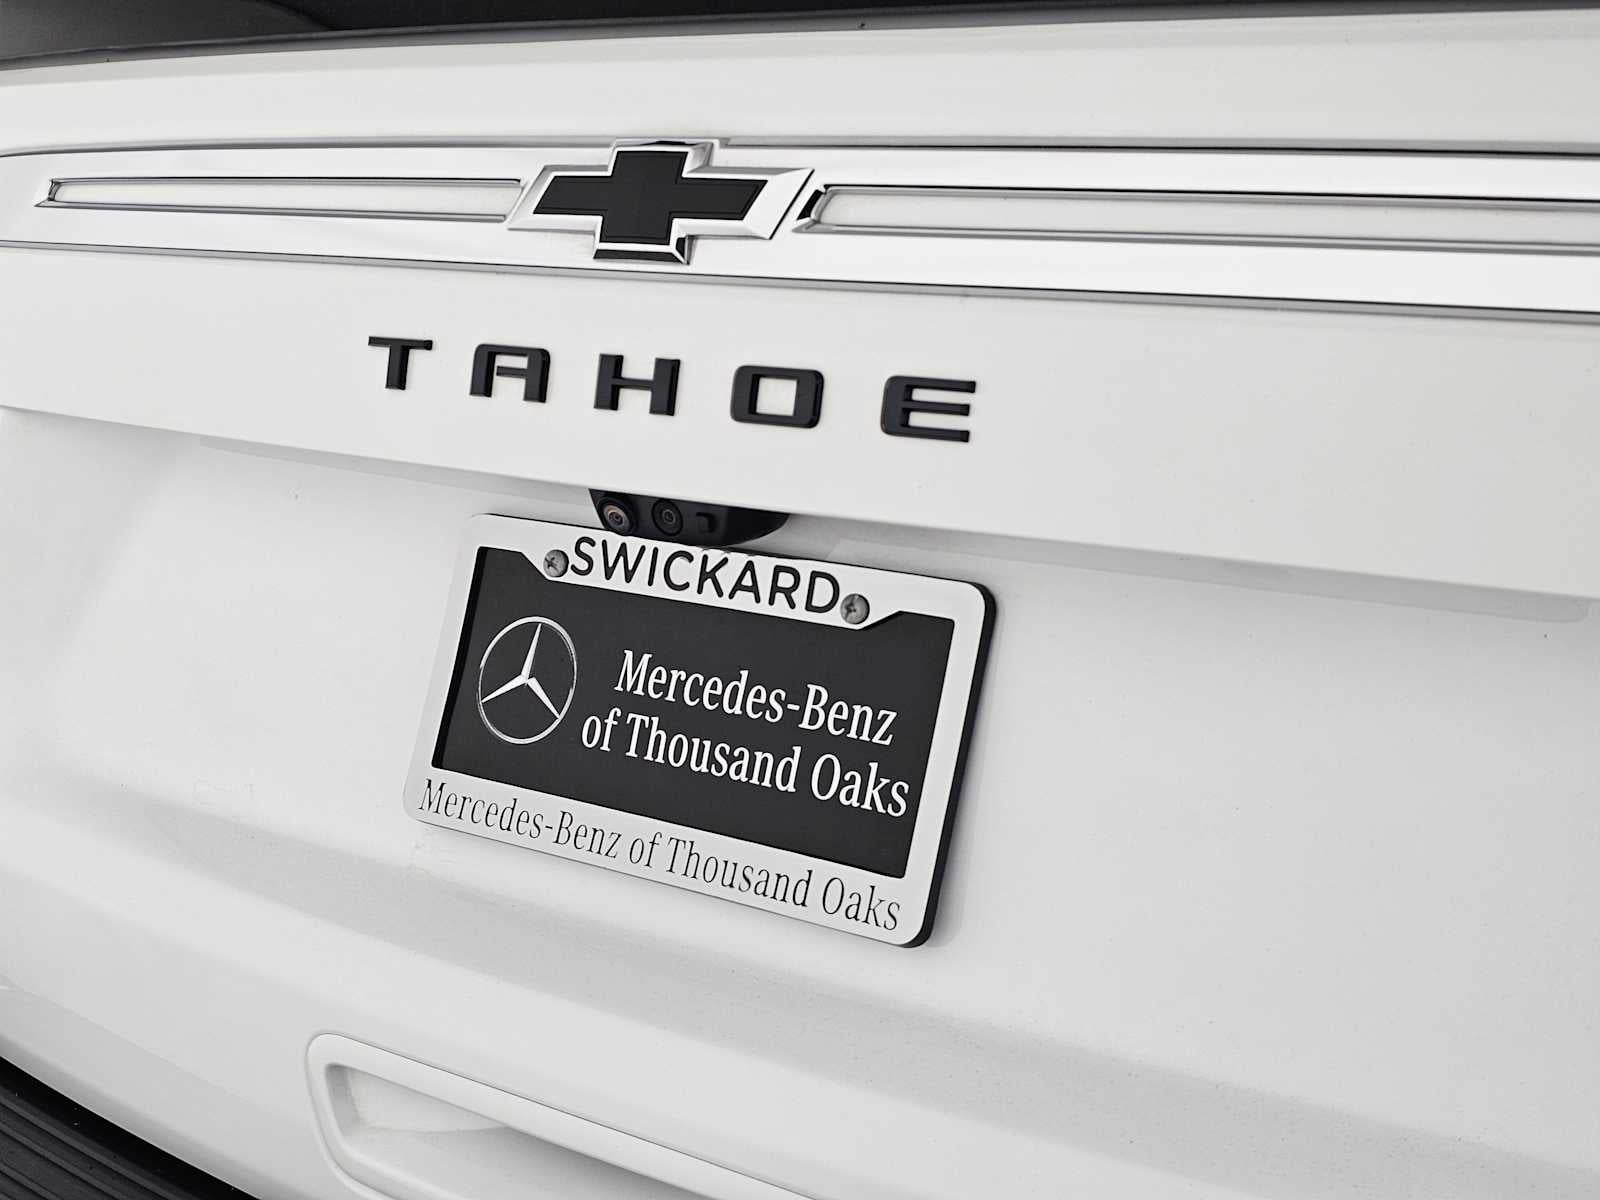 TAHOE
SWICKARD
Mercedes-Benz
of Thousand Oaks
Mercedes-Benz of Thousand Oaks